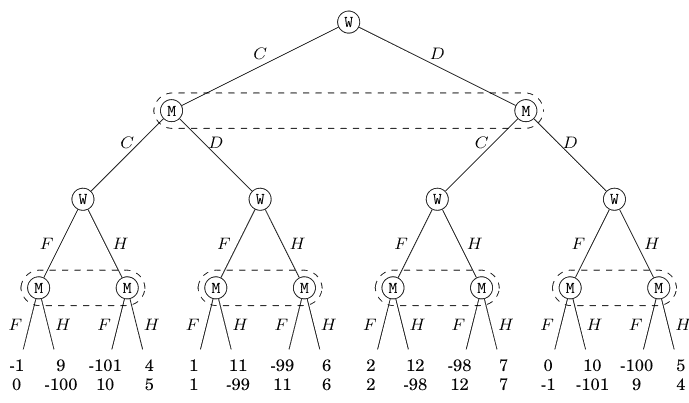 W
C D
M M
C D C D
W W W W
F H F H F H F H
M M M M M M M M
F H F H F H F H F H F H F H F H
-1 9 -101 4 1 11 -99 6 2 12 -98 7 0 10 -100 5
0 -100 10 5 1 -99 11 6 2 -98 12 7 -1 -101 9 4